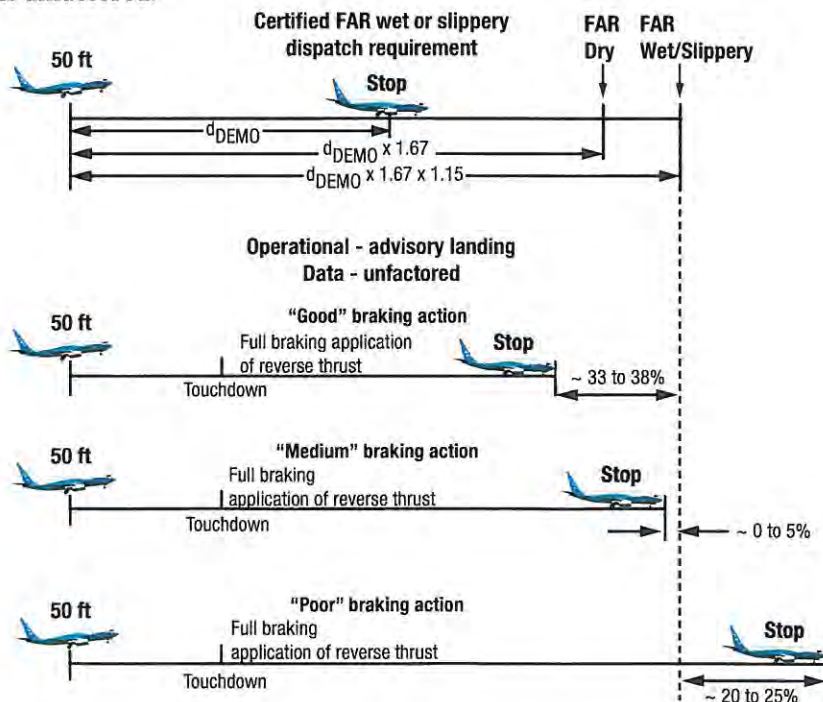 Certified FAR wet or slippery
dispatch requirement
FAR
Dry
FAR
Wet/Slippery
50 ft
Stop
dDEMO
dDEMO x 1.67
dDEMO x 1.67 x 1.15
Operational - advisory landing
Data - unfactored
"Good" braking action
50 ft
Full braking application
of reverse thrust
Stop
~ 33 to 38%
Touchdown
"Medium" braking action
50 ft
Full braking
application of reverse thrust
Stop
Touchdown
~ 0 to 5%
"Poor" braking action
50 ft
Full braking
application of reverse thrust
Stop
Touchdown
~ 20 to 25%